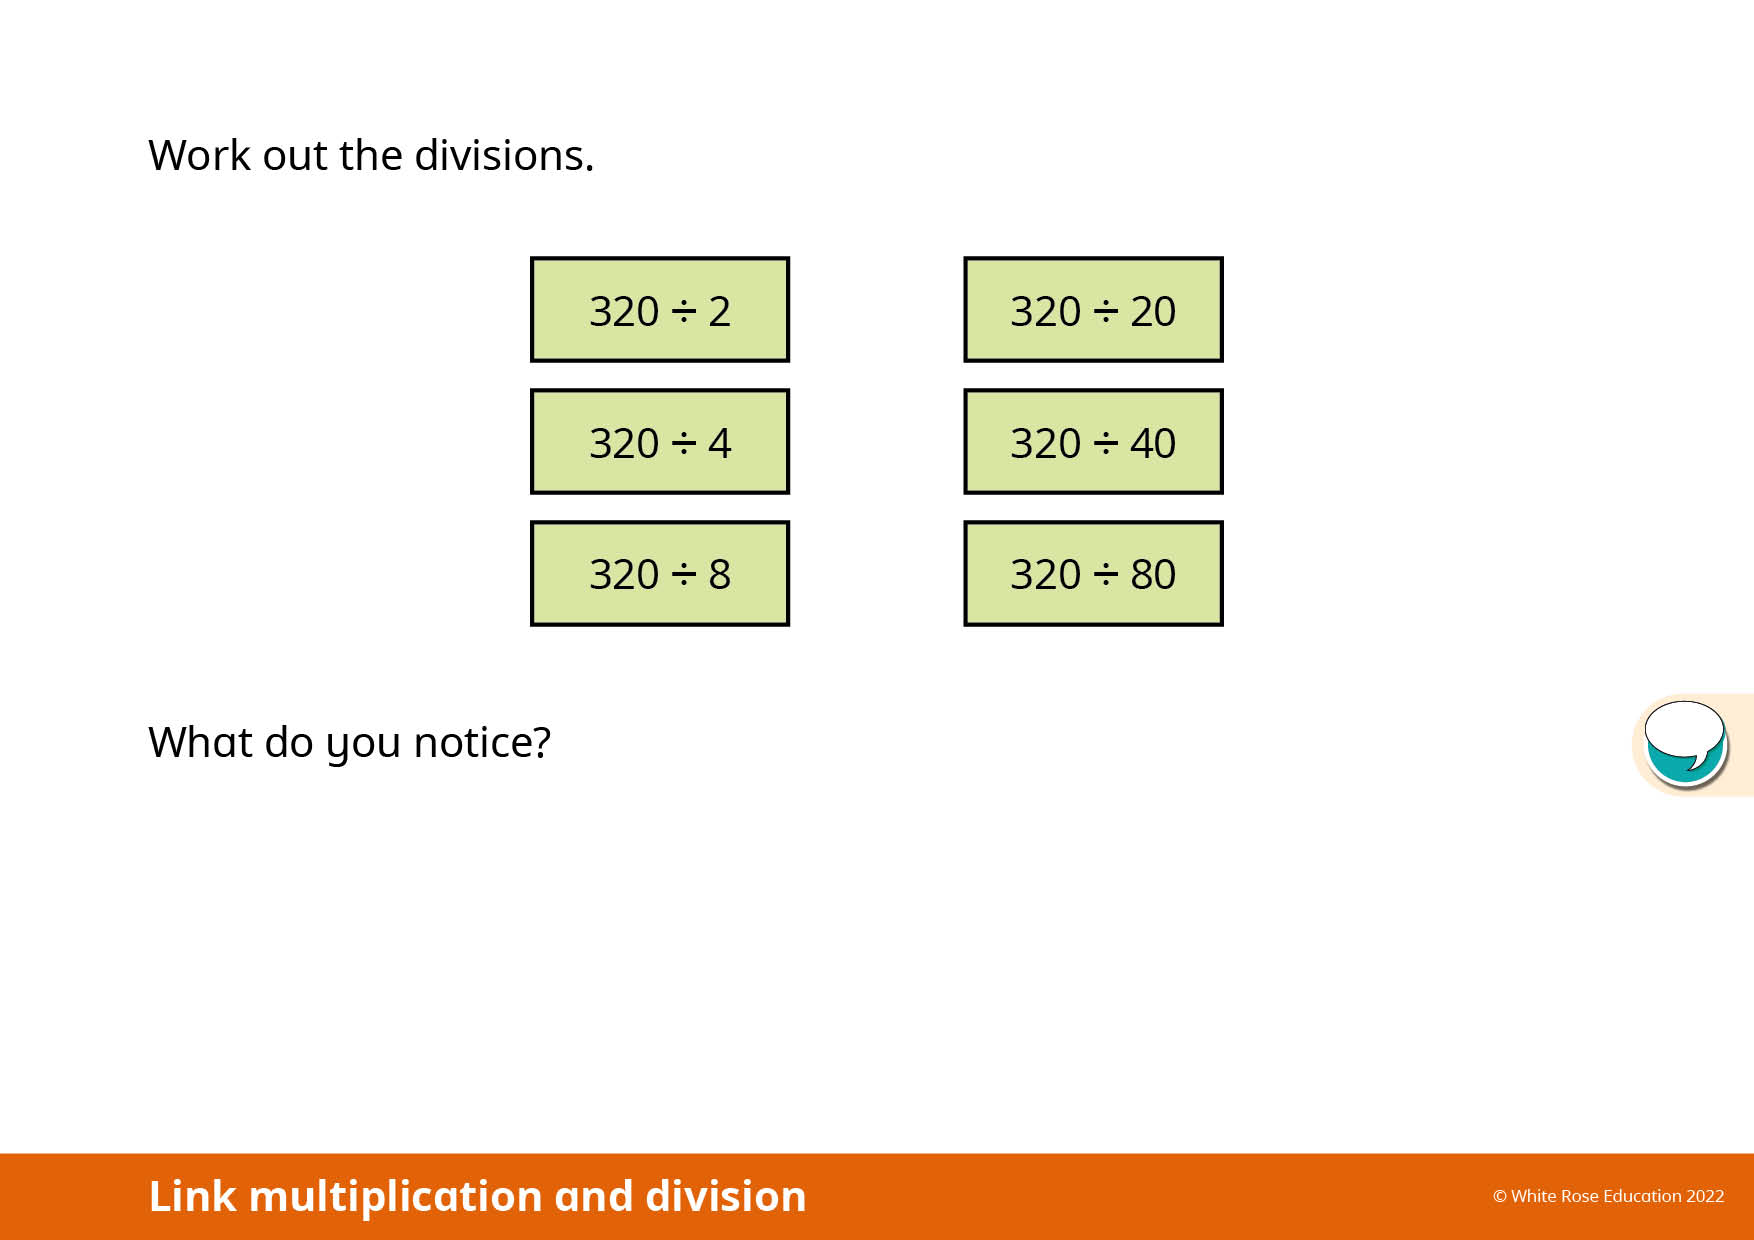 Work out the divisions.
320 ÷ 2 320 ÷ 20
320 ÷ 4 320 ÷ 40
320 ÷ 8 320 ÷ 80
What do you notice?
Link multiplication and division
© White Rose Education 2022